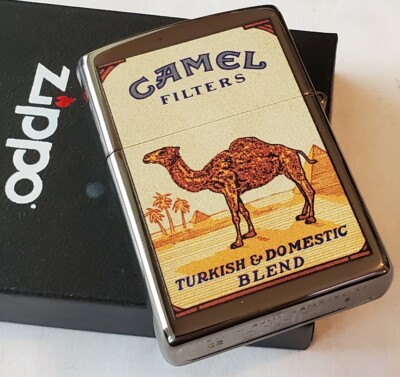 zippo
CAMEL
FILTERS
TURKISH & DOMESTIC
BLEND